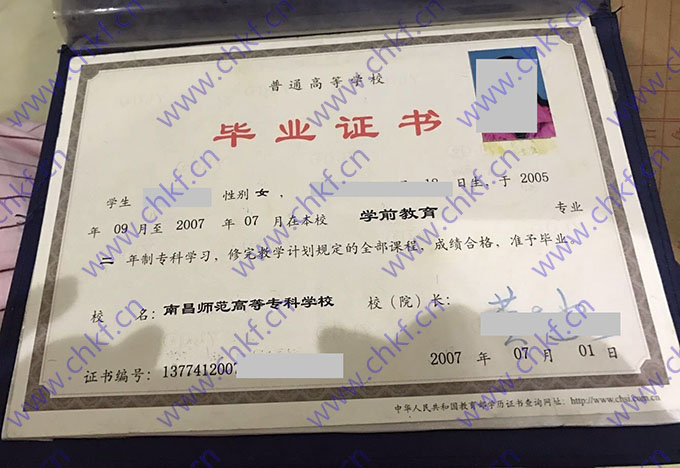 普通高等学校
毕业证书
学生 性别 女 , 日生,于 2005
年 09 月至 2007 年 07 月在本校 学前教育 专业
二 年制专科学习,修完教学计划规定的全部课程,成绩合格,准予毕业
校 名:南昌师范高等专科学校 校(院)长:
证书编号:1377412007 2007 年 07 月 01 日
中华人民共和国教育部学历证书查询网址:http://www.chsi.com.cn
www.chkf.cn